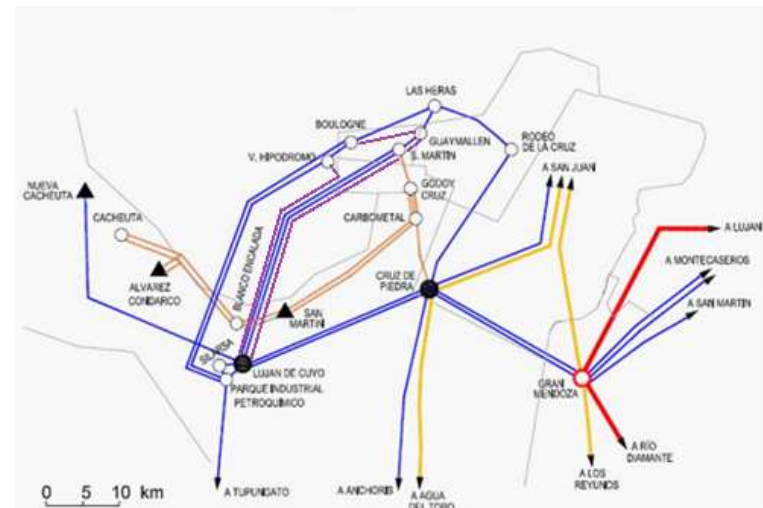 LAS HERAS
BOULOGNE
GUAYMALLEN
V. HIPODROMO
S. MARTIN
RODEO
DE LA CRUZ
A SAN JUAN
NUEVA
CACHEUTA
GODOY
CRUZ
CACHEUTA
CARBOMETAL
A LUJAN
BLANCO ENCALADA
A MONTECASEROS
ALVAREZ
CONDARCO
CRUZ DE
PIEDRA
A SAN MARTIN
SAN
MARTIN
SILARSA
LUJAN DE CUYO
PARQUE INDUSTRIAL
PETROQUIMICO
GRAN
MENDOZA
A RÍO
DIAMANTE
A TUPUNGATO
A ANCHORIS
A AGUA
DEL TORO
A LOS
REYUNOS
0 5 10 km